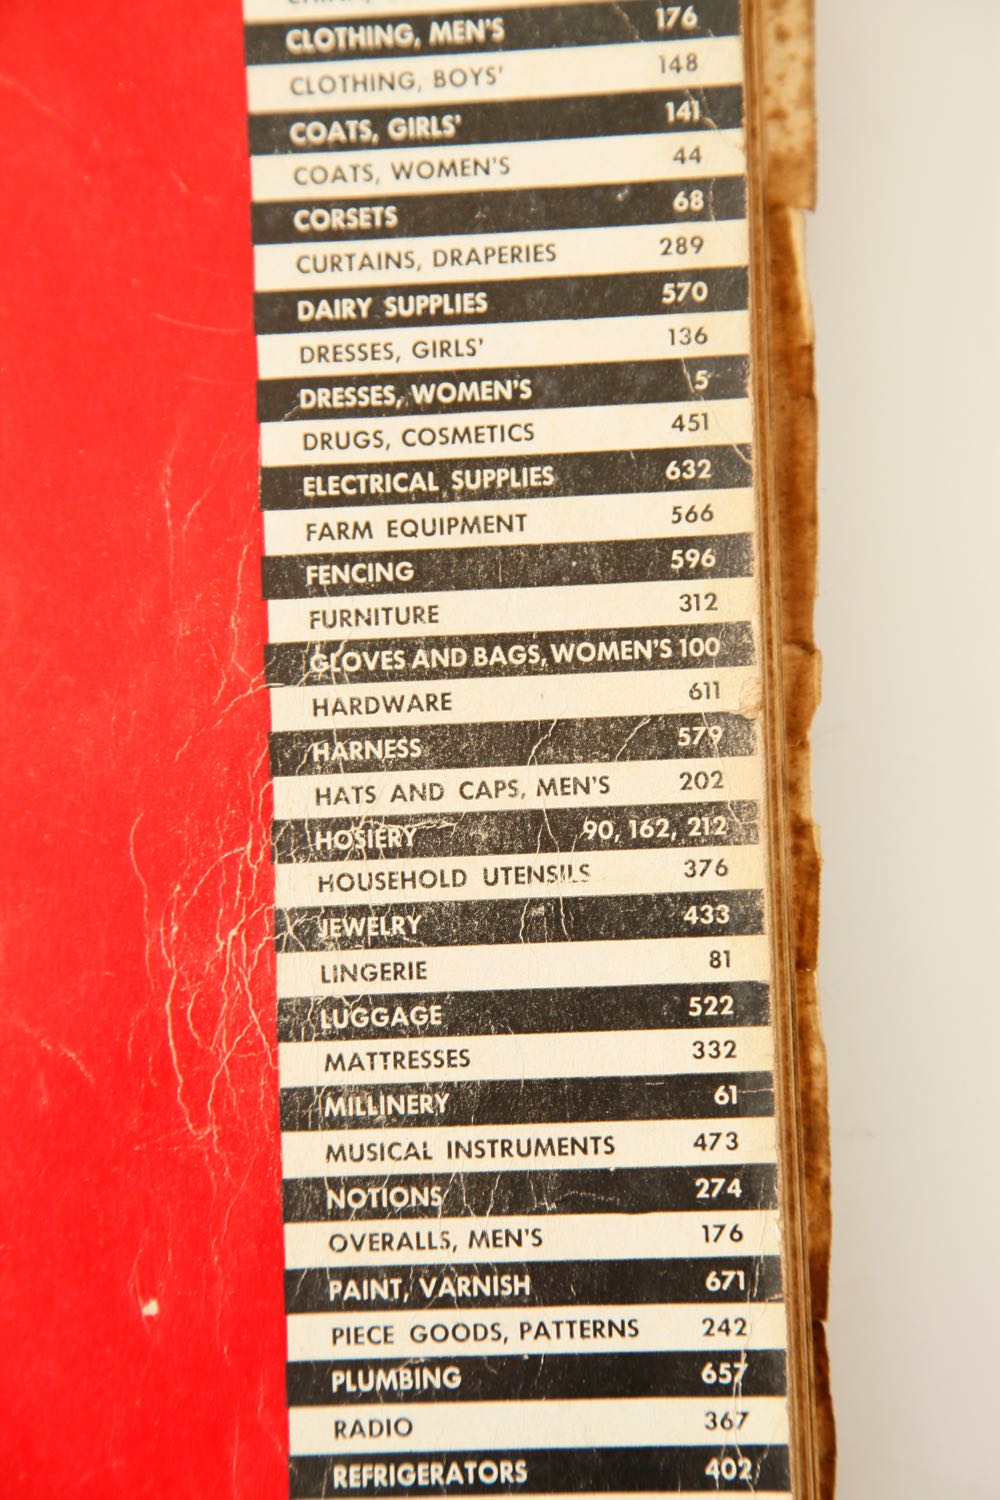 CLOTHING, MEN'S 176
CLOTHING, BOYS' 148
COATS, GIRLS' 141
COATS, WOMEN'S 44
CORSETS 68
CURTAINS, DRAPERIES 289
DAIRY SUPPLIES 570
DRESSES, GIRLS' 136
DRESSES, WOMEN'S 5
DRUGS, COSMETICS 451
ELECTRICAL SUPPLIES 632
FARM EQUIPMENT 566
FENCING 596
FURNITURE 312
GLOVES AND BAGS, WOMEN'S 100
HARDWARE 611
HARNESS 579
HATS AND CAPS, MEN'S 202
HOSIERY 90, 162, 212
HOUSEHOLD UTENSILS 376
JEWELRY 433
LINGERIE 81
LUGGAGE 522
MATTRESSES 332
MILLINERY 61
MUSICAL INSTRUMENTS 473
NOTIONS 274
OVERALLS, MEN'S 176
PAINT, VARNISH 671
PIECE GOODS, PATTERNS 242
PLUMBING 657
RADIO 367
REFRIGERATORS 402